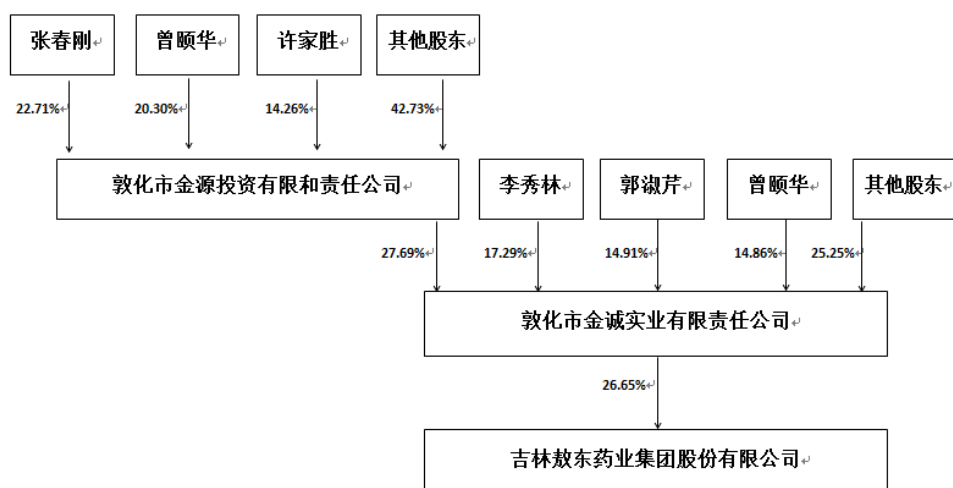 张春刚
曾颐华
许家胜
其他股东
22.71%
20.30%
14.26%
42.73%
敦化市金源投资有限和责任公司
李秀林
郭淑芹
曾颐华
其他股东
27.69%
17.29%
14.91%
14.86%
25.25%
敦化市金诚实业有限责任公司
26.65%
吉林敖东药业集团股份有限公司